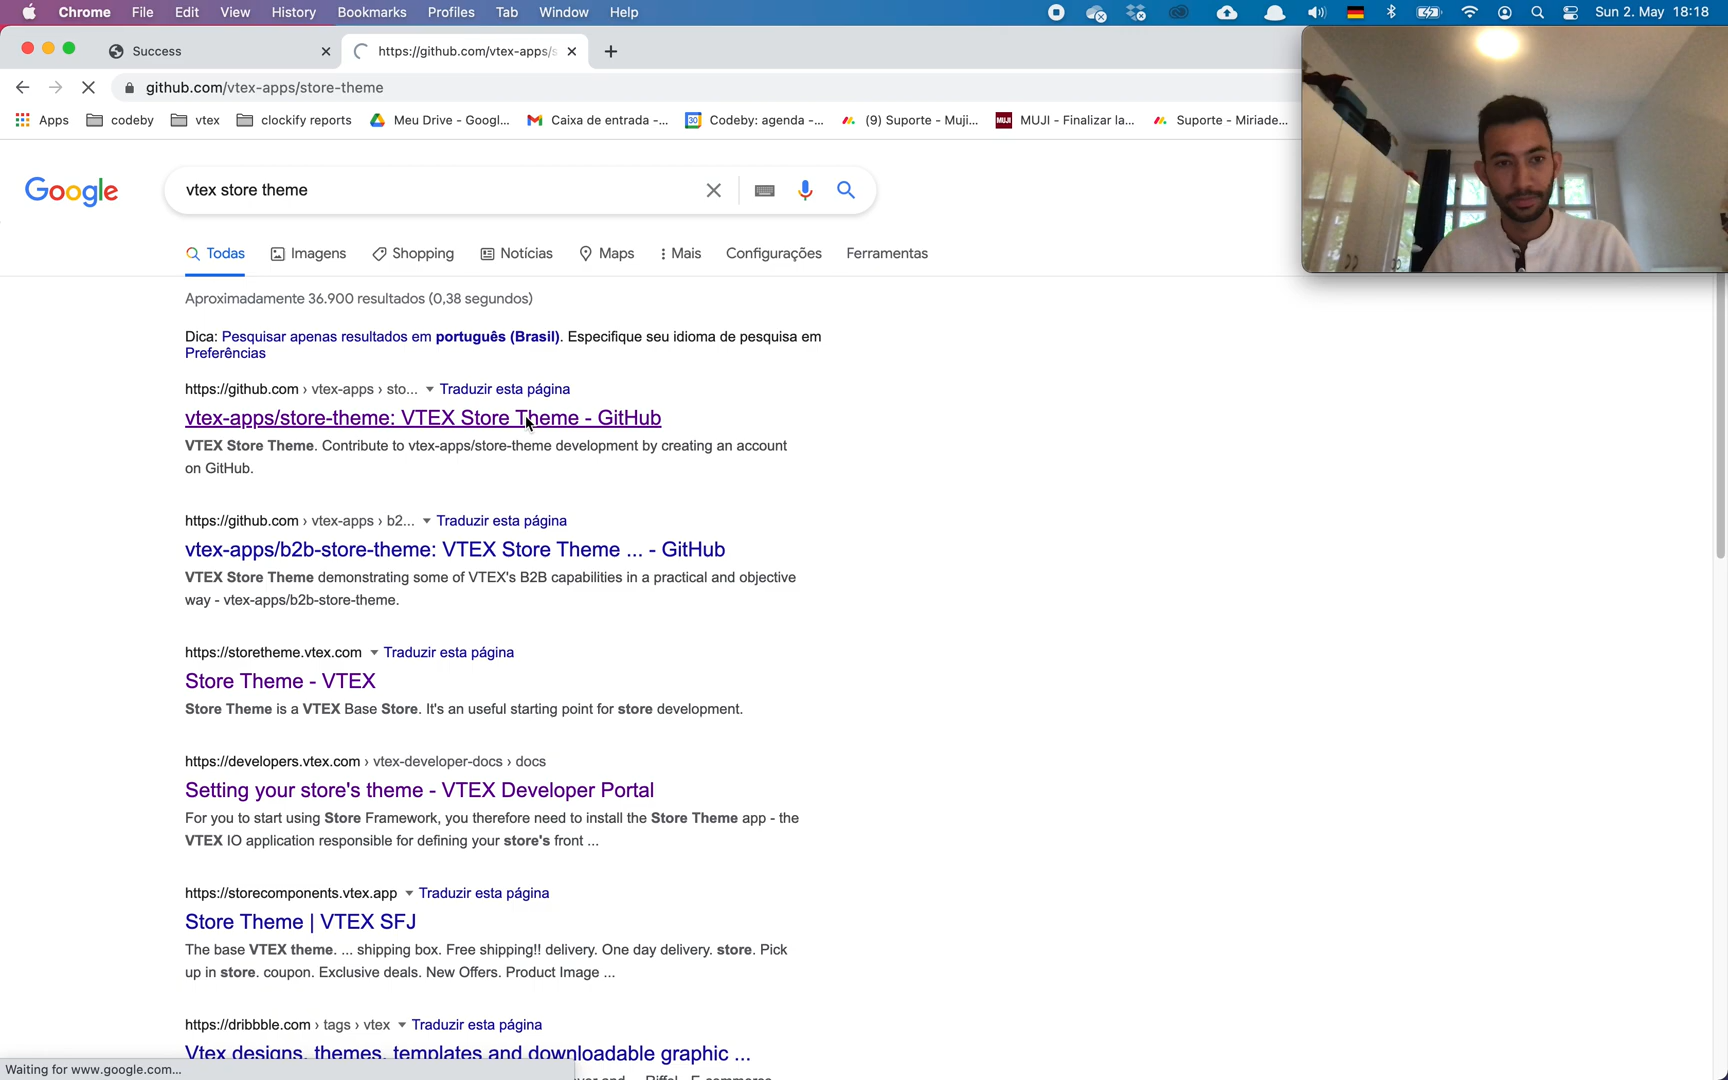 Chrome File Edit View History Bookmarks Profiles Tab Window Help Sun 2. May 18:18
Success https://github.com/vtex-apps/s
github.com/vtex-apps/store-theme
Apps codeby vtex clockify reports Meu Drive - Googl... Caixa de entrada -... 30 Codeby: agenda -... (9) Suporte - Muji... MUJI MUJI - Finalizar la... Suporte - Miriade...
Google vtex store theme
Todas Imagens Shopping Notícias Maps Mais Configurações Ferramentas
Aproximadamente 36.900 resultados (0,38 segundos)
Dica: Pesquisar apenas resultados em português (Brasil). Especifique seu idioma de pesquisa em
Preferências
https://github.com › vtex-apps › sto... Traduzir esta página
vtex-apps/store-theme: VTEX Store Theme - GitHub
VTEX Store Theme. Contribute to vtex-apps/store-theme development by creating an account
on GitHub.
https://github.com › vtex-apps › b2... Traduzir esta página
vtex-apps/b2b-store-theme: VTEX Store Theme ... - GitHub
VTEX Store Theme demonstrating some of VTEX's B2B capabilities in a practical and objective
way - vtex-apps/b2b-store-theme.
https://storetheme.vtex.com Traduzir esta página
Store Theme - VTEX
Store Theme is a VTEX Base Store. It's an useful starting point for store development.
https://developers.vtex.com › vtex-developer-docs › docs
Setting your store's theme - VTEX Developer Portal
For you to start using Store Framework, you therefore need to install the Store Theme app - the
VTEX IO application responsible for defining your store's front ...
https://storecomponents.vtex.app Traduzir esta página
Store Theme | VTEX SFJ
The base VTEX theme. ... shipping box. Free shipping!! delivery. One day delivery. store. Pick
up in store. coupon. Exclusive deals. New Offers. Product Image ...
https://dribbble.com › tags › vtex Traduzir esta página
Vtex designs, themes, templates and downloadable graphic ...
Waiting for www.google.com...